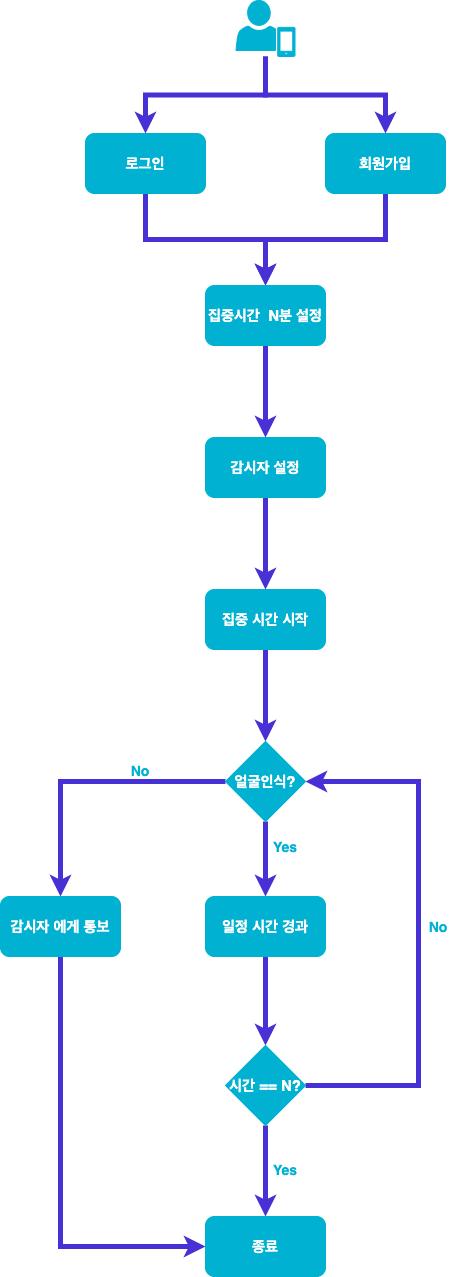 로그인
회원가입
집중시간 N분 설정
감시자 설정
집중 시간 시작
No
얼굴인식?
Yes
감시자 에게 통보
일정 시간 경과
No
시간 == N?
Yes
종료